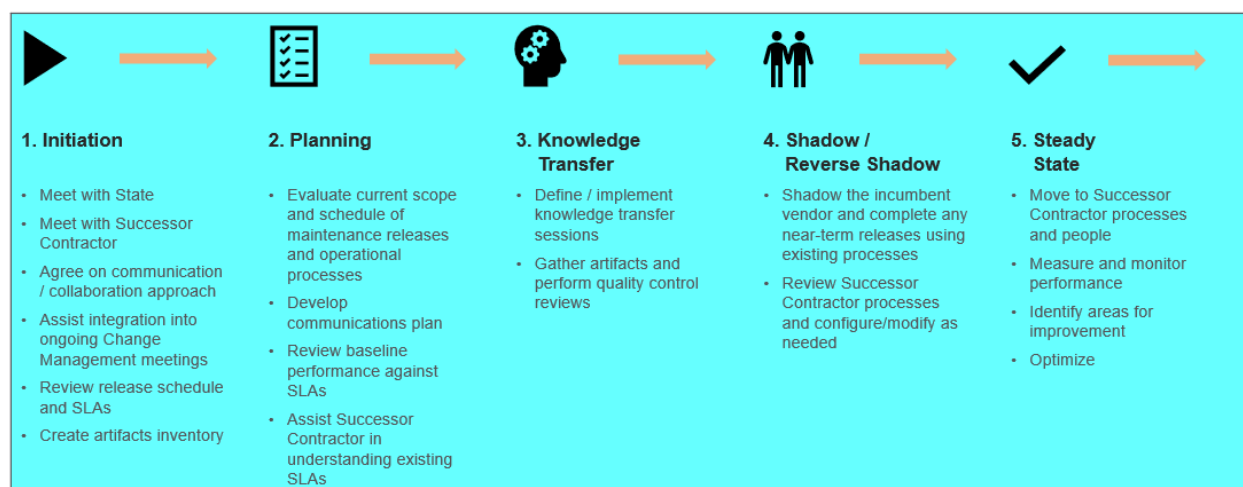 1. Initiation
• Meet with State
• Meet with Successor
Contractor
• Agree on communication
/ collaboration approach
• Assist integration into
ongoing Change
Management meetings
• Review release schedule
and SLAs
• Create artifacts inventory
2. Planning
• Evaluate current scope
and schedule of
maintenance releases
and operational
processes
• Develop
communications plan
• Review baseline
performance against
SLAs
• Assist Successor
Contractor in
understanding existing
SLAs
3. Knowledge
Transfer
• Define / implement
knowledge transfer
sessions
• Gather artifacts and
perform quality control
reviews
4. Shadow /
Reverse Shadow
• Shadow the incumbent
vendor and complete any
near-term releases using
existing processes
• Review Successor
Contractor processes
and configure/modify as
needed
5. Steady
State
• Move to Successor
Contractor processes
and people
• Measure and monitor
performance
• Identify areas for
improvement
• Optimize